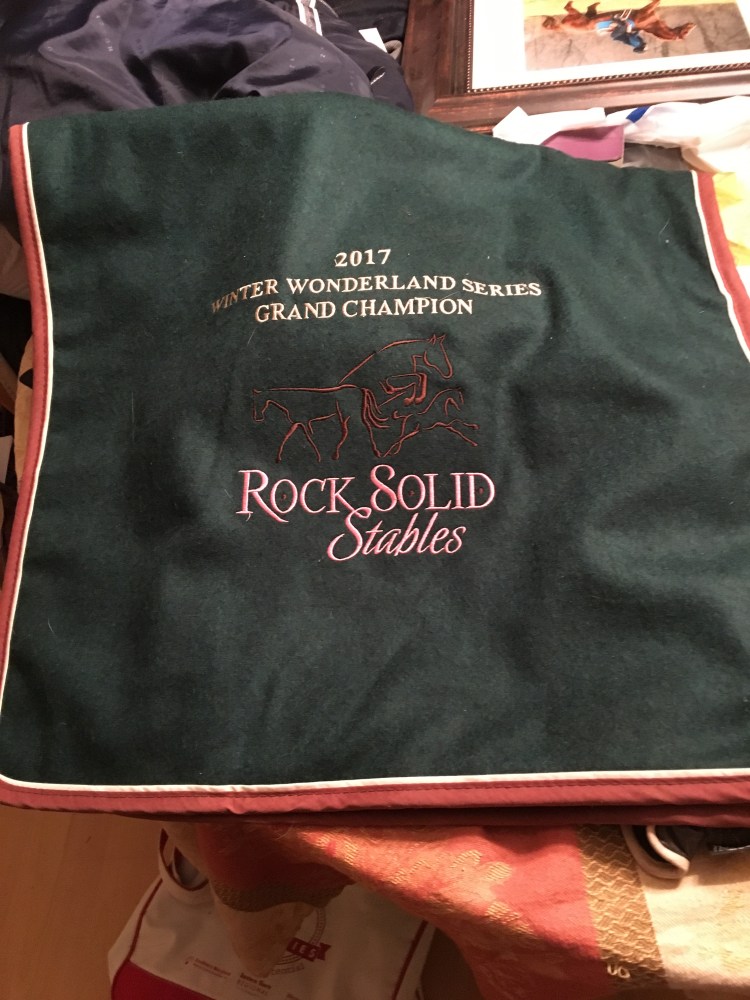 2017
WINTER WONDERLAND SERIES
GRAND CHAMPION
ROCK SOLID
Stables